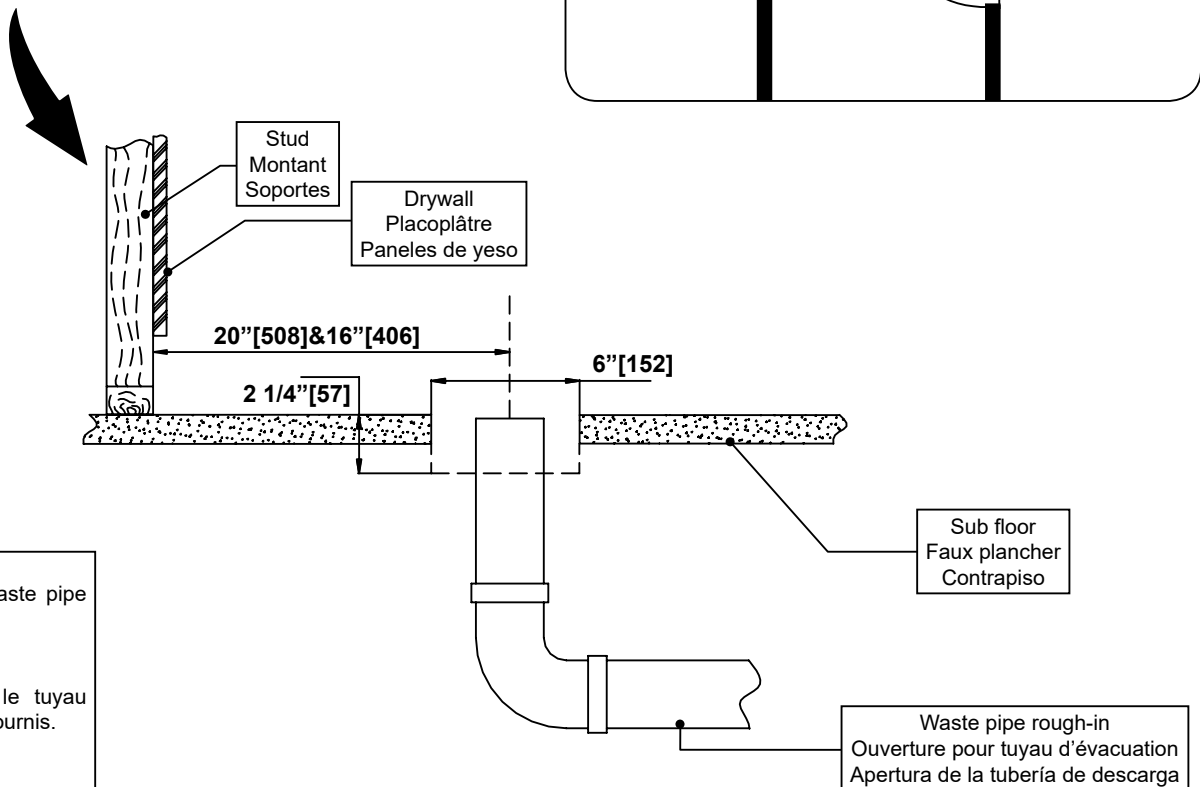 Stud
Montant
Soportes
Drywall
Placoplâtre
Paneles de yeso
20”[508]&16”[406]
6”[152]
2 1/4”[57]
Sub floor
Faux plancher
Contrapiso
waste pipe
le tuyau
Waste pipe rough-in
Ouverture pour tuyau d’évacuation
Apertura de la tubería de descarga